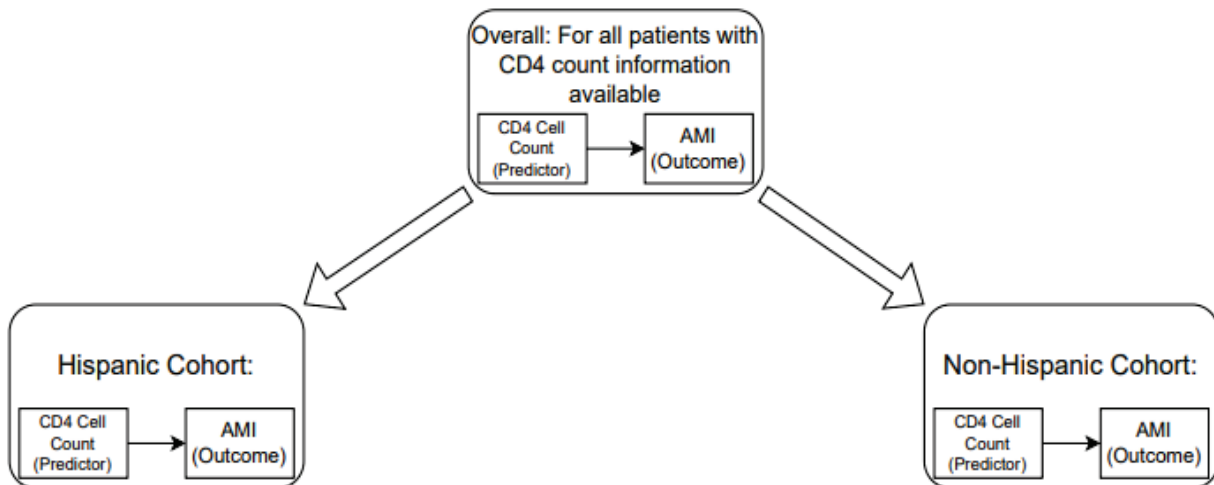 Overall: For all patients with
CD4 count information
available
CD4 Cell
Count
(Predictor)
AMI
(Outcome)
Hispanic Cohort:
CD4 Cell
Count
(Predictor)
AMI
(Outcome)
Non-Hispanic Cohort:
CD4 Cell
Count
(Predictor)
AMI
(Outcome)